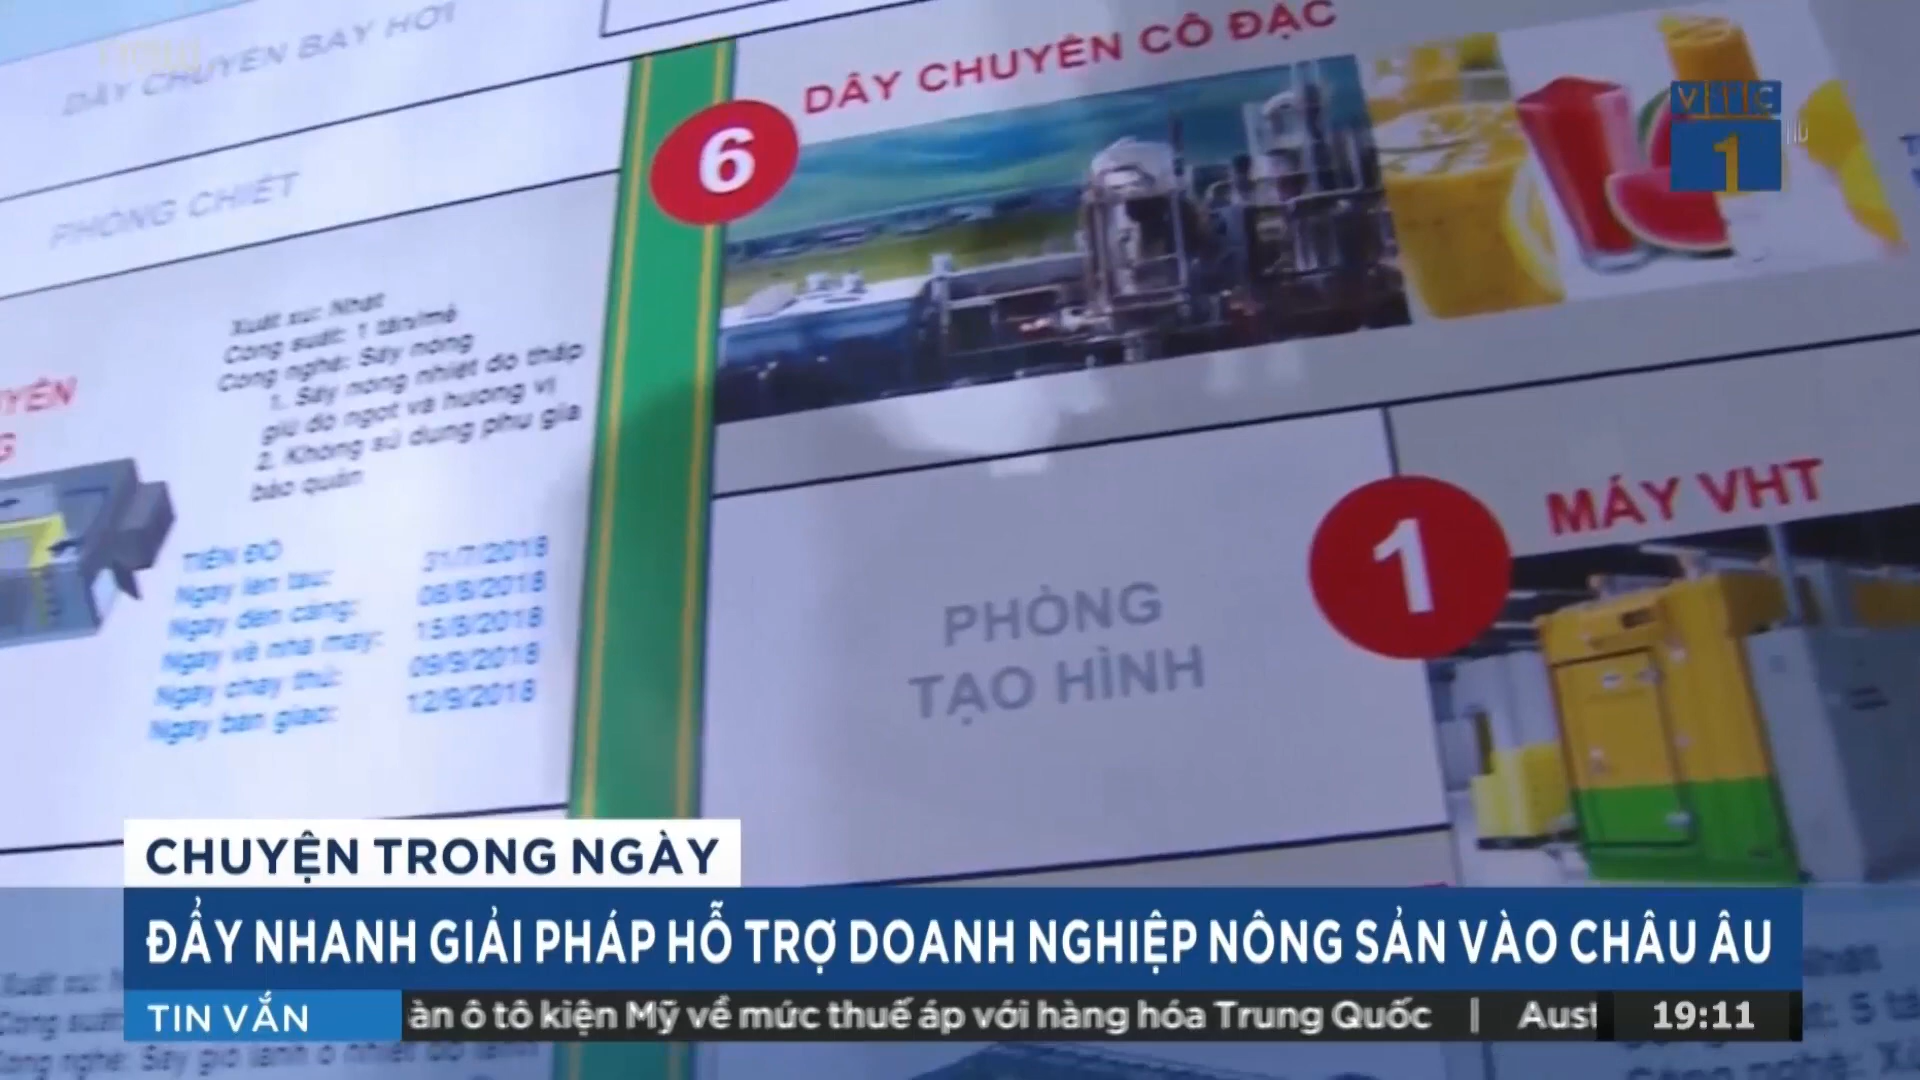 DÂY CHUYỀN BAY HƠI
PHÒNG CHIẾT
Xuất xứ: Nhật
Công suất: 1 tấn/mẻ
Công nghệ: Sấy nóng
1. Sấy nóng nhiệt độ thấp
giữ độ ngọt và hương vị
2. Không sử dụng phụ gia
bảo quản
TIẾN ĐỘ
Ngày lên tàu: 31/7/2018
Ngày đến cảng: 08/8/2018
Ngày về nhà máy: 15/8/2018
Ngày chạy thử: 09/9/2018
Ngày bàn giao: 12/9/2018
6
DÂY CHUYỀN CÔ ĐẶC
VTC
1
HD
PHÒNG
TẠO HÌNH
1
MÁY VHT
CHUYỆN TRONG NGÀY
ĐẨY NHANH GIẢI PHÁP HỖ TRỢ DOANH NGHIỆP NÔNG SẢN VÀO CHÂU ÂU
TIN VẮN
àn ô tô kiện Mỹ về mức thuế áp với hàng hóa Trung Quốc | Aust
19:11